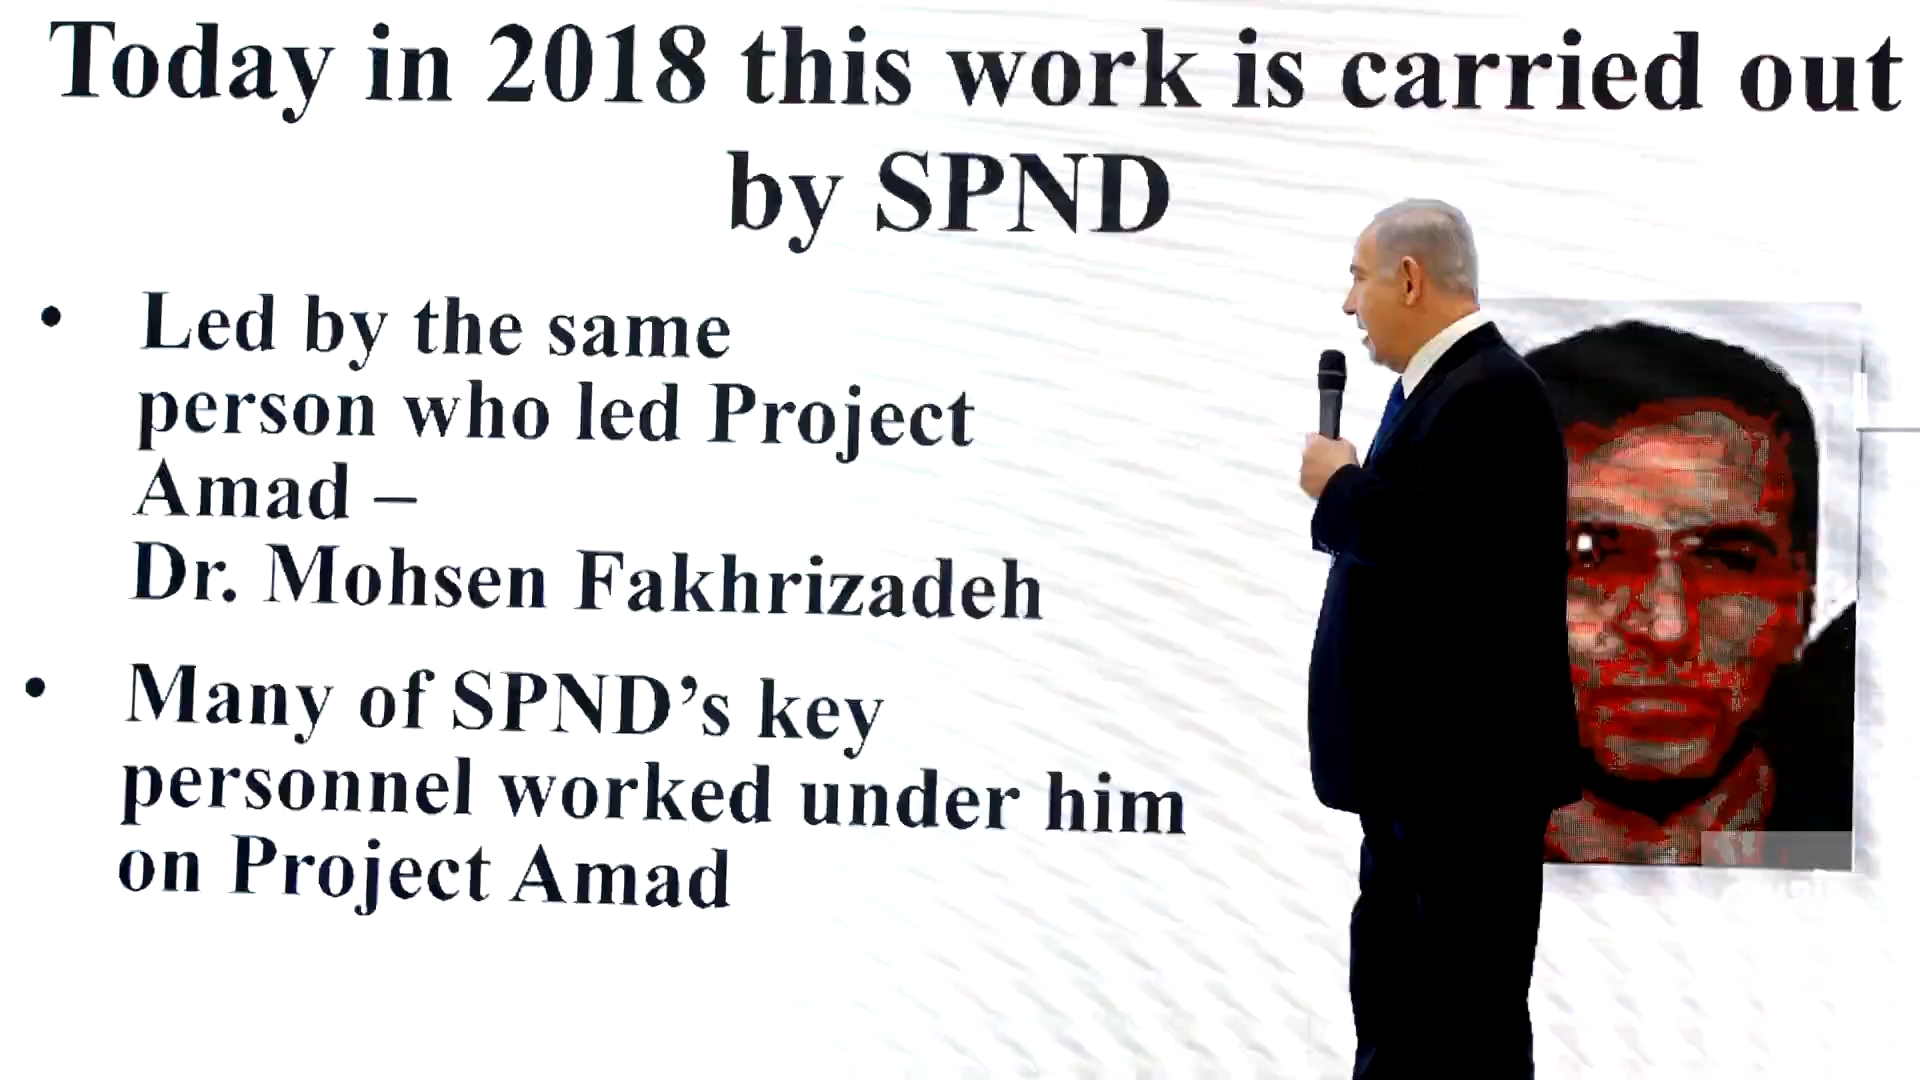 Today in 2018 this work is carried out
by SPND
• Led by the same
person who led Project
Amad –
Dr. Mohsen Fakhrizadeh
• Many of SPND’s key
personnel worked under him
on Project Amad